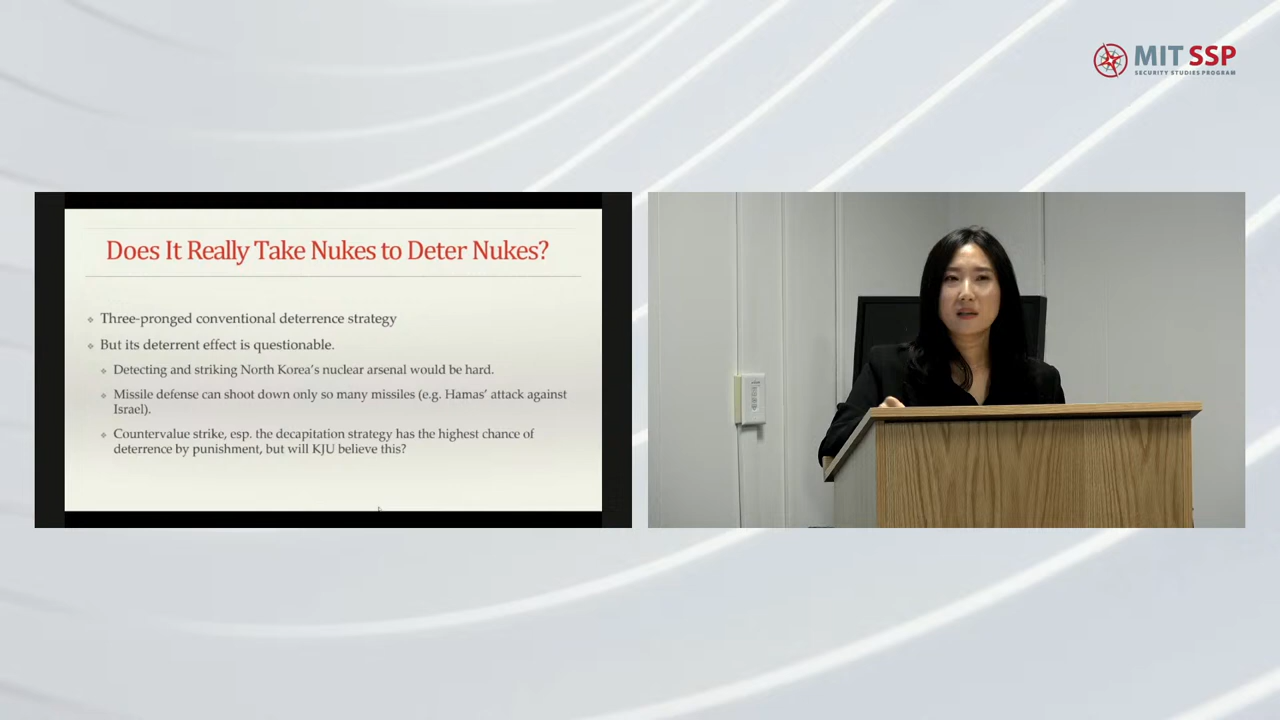 MIT SSP
SECURITY STUDIES PROGRAM
Does It Really Take Nukes to Deter Nukes?
Three-pronged conventional deterrence strategy
But its deterrent effect is questionable.
Detecting and striking North Korea's nuclear arsenal would be hard.
Missile defense can shoot down only so many missiles (e.g. Hamas' attack against
Israel).
Countervalue strike, esp. the decapitation strategy has the highest chance of
deterrence by punishment, but will KJU believe this?